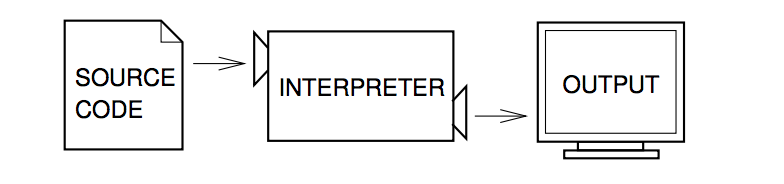 SOURCE
CODE
INTERPRETER
OUTPUT